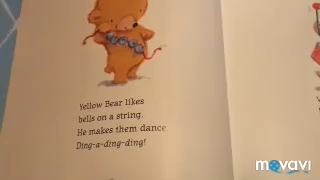 Yellow Bear likes
bells on a string.
He makes them dance.
Ding-a-ding-ding!
movavi